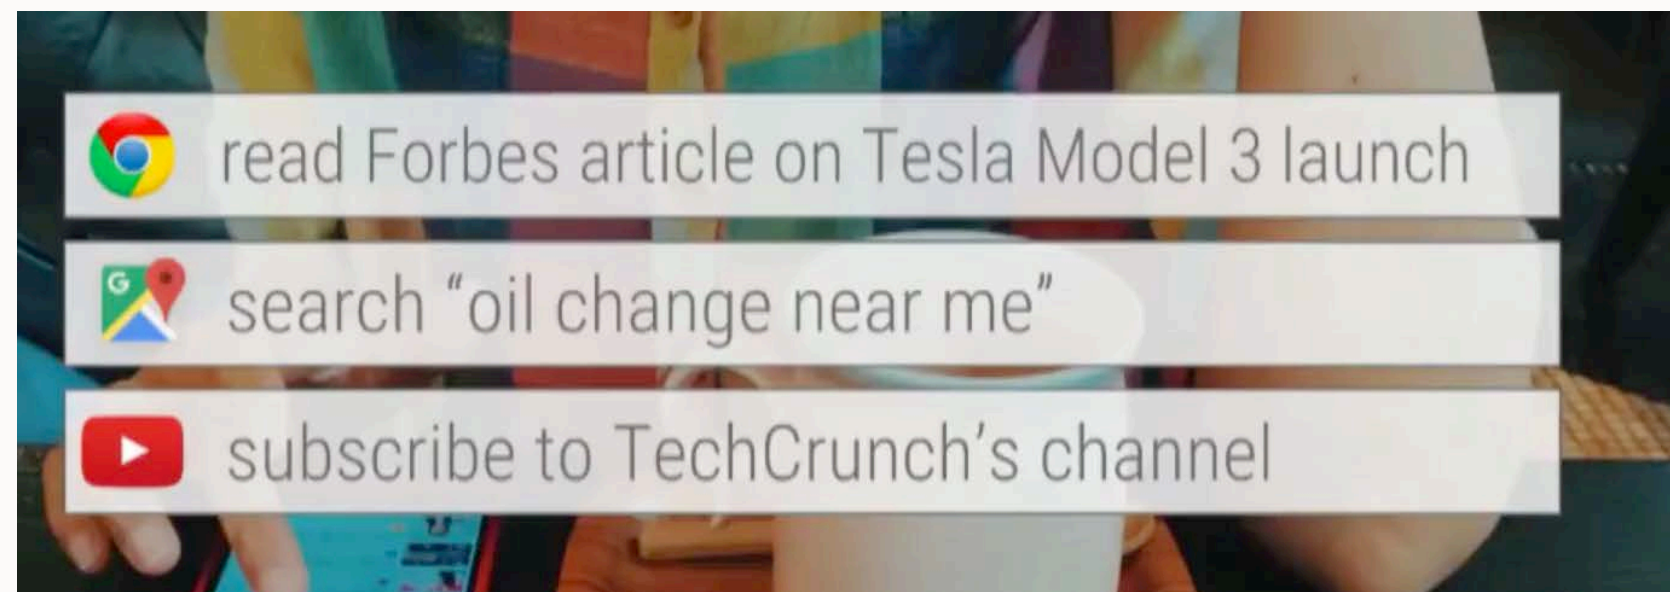 read Forbes article on Tesla Model 3 launch
search “oil change near me”
subscribe to TechCrunch’s channel